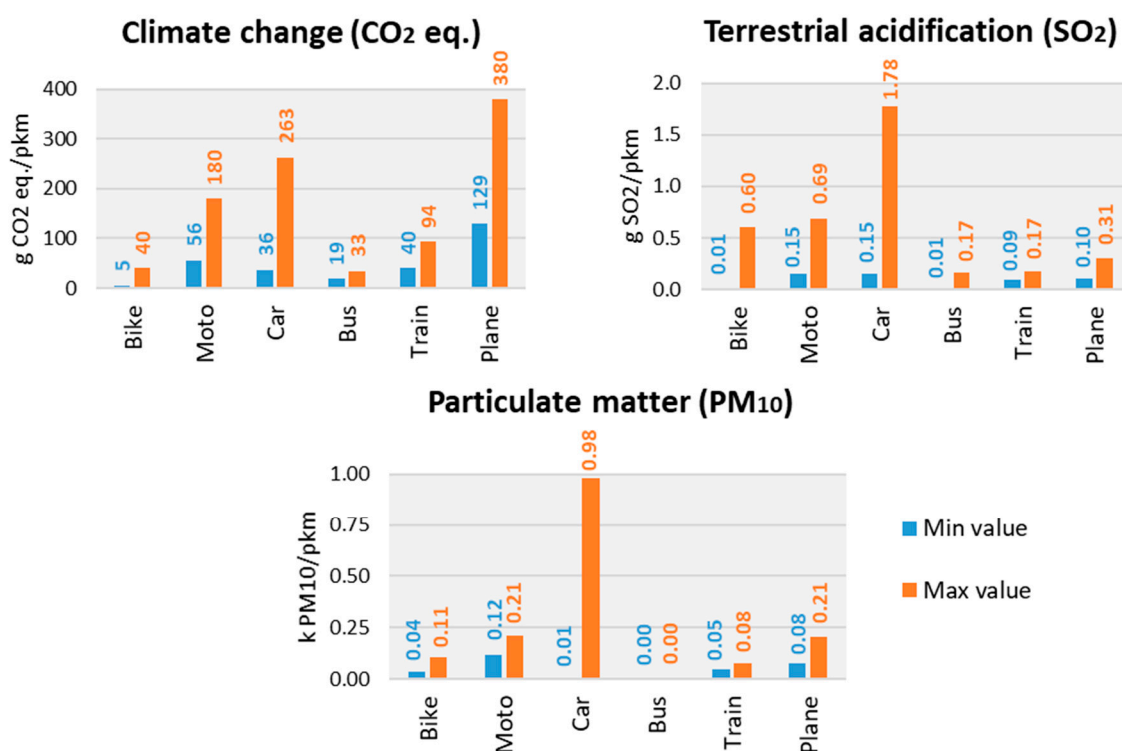 Climate change (CO₂ eq.)
g CO2 eq./pkm
400
300
200
100
0
5
40
56
180
36
263
19
33
40
94
129
380
Bike
Moto
Car
Bus
Train
Plane
Terrestrial acidification (SO₂)
g SO2/pkm
2.0
1.5
1.0
0.5
0.0
0.01
0.60
0.15
0.69
0.15
1.78
0.01
0.17
0.09
0.17
0.10
0.31
Bike
Moto
Car
Bus
Train
Plane
Particulate matter (PM₁₀)
k PM10/pkm
1.00
0.75
0.50
0.25
0.00
0.04
0.11
0.12
0.21
0.01
0.98
0.00
0.00
0.05
0.08
0.08
0.21
Bike
Moto
Car
Bus
Train
Plane
Min value
Max value